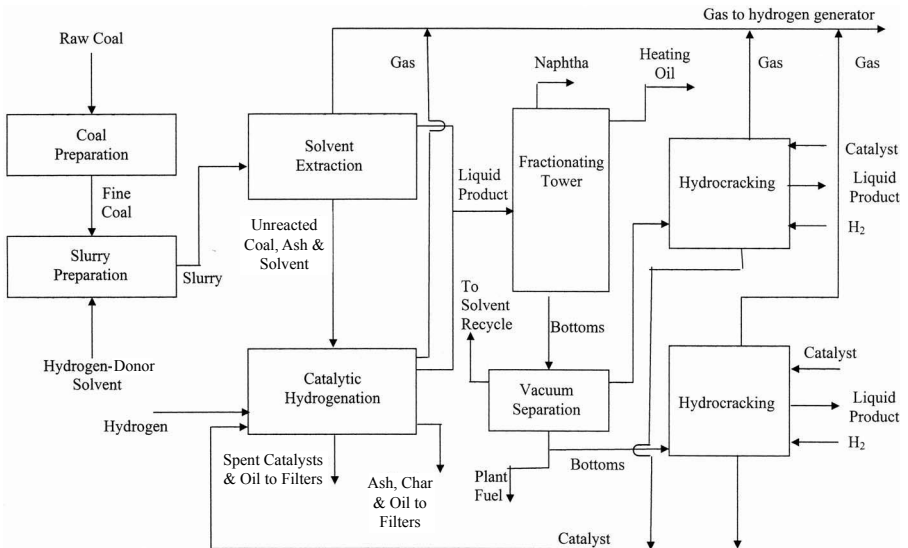 Gas to hydrogen generator
Raw Coal
Gas
Naphtha
Heating
Oil
Gas
Gas
Coal
Preparation
Solvent
Extraction
Fractionating
Tower
Hydrocracking
Catalyst
Liquid
Product
H2
Fine
Coal
Liquid
Product
Unreacted
Coal, Ash &
Solvent
Slurry
Preparation
Slurry
To
Solvent
Recycle
Bottoms
Hydrogen-Donor
Solvent
Catalytic
Hydrogenation
Vacuum
Separation
Hydrocracking
Catalyst
Liquid
Product
H2
Hydrogen
Spent Catalysts
& Oil to Filters
Ash, Char
& Oil to
Filters
Plant
Fuel
Bottoms
Catalyst